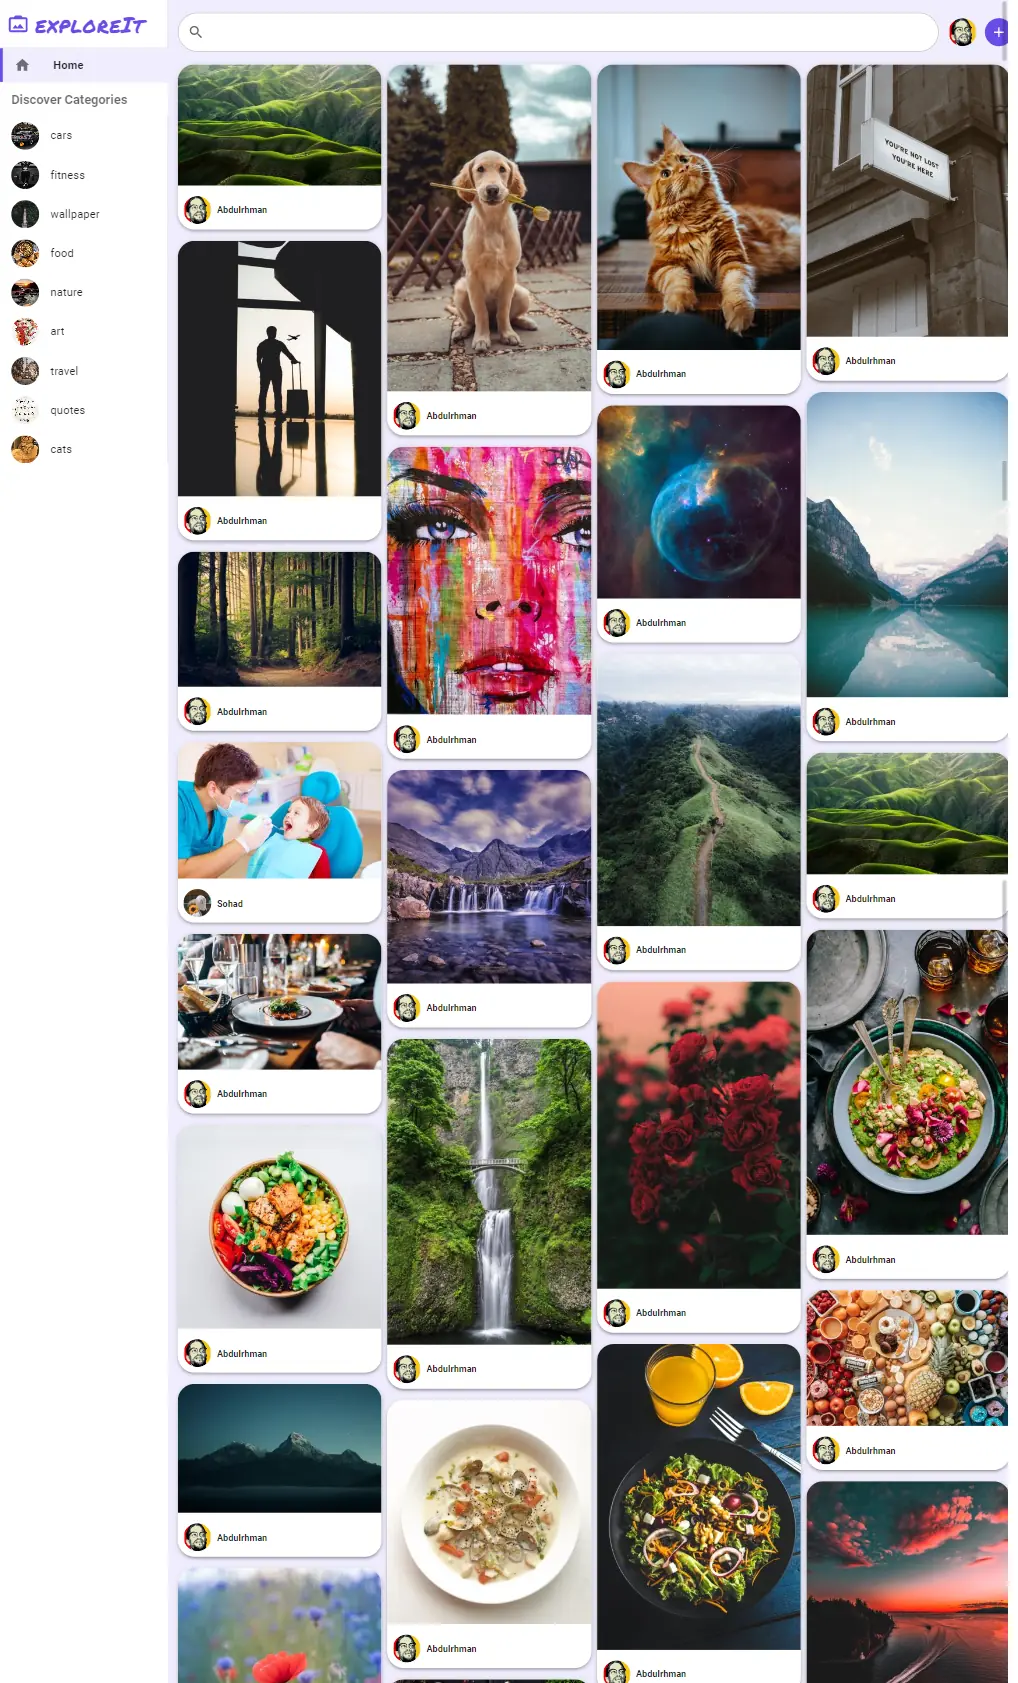 exploreIt
Home
Discover Categories
cars
fitness
wallpaper
food
nature
art
travel
quotes
cats
Abdulrhman
Abdulrhman
Abdulrhman
Sohad
Abdulrhman
Abdulrhman
Abdulrhman
Abdulrhman
Abdulrhman
Abdulrhman
Abdulrhman
Abdulrhman
Abdulrhman
Abdulrhman
Abdulrhman
Abdulrhman
Abdulrhman
YOU'RE NOT LOST
YOU'RE HERE
Abdulrhman
Abdulrhman
Abdulrhman
Abdulrhman
Abdulrhman